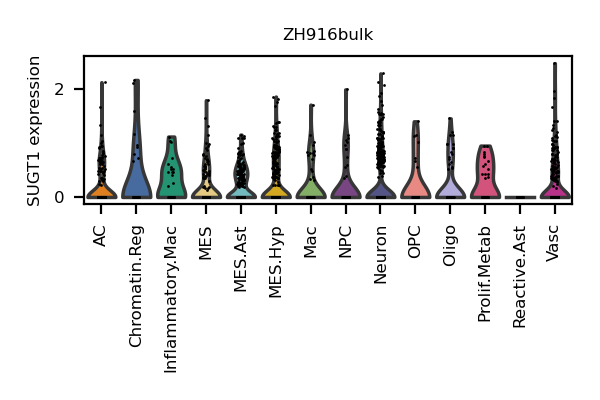 ZH916bulk
SUGT1 expression
2
0
AC
Chromatin.Reg
Inflammatory.Mac
MES
MES.Ast
MES.Hyp
Mac
NPC
Neuron
OPC
Oligo
Prolif.Metab
Reactive.Ast
Vasc